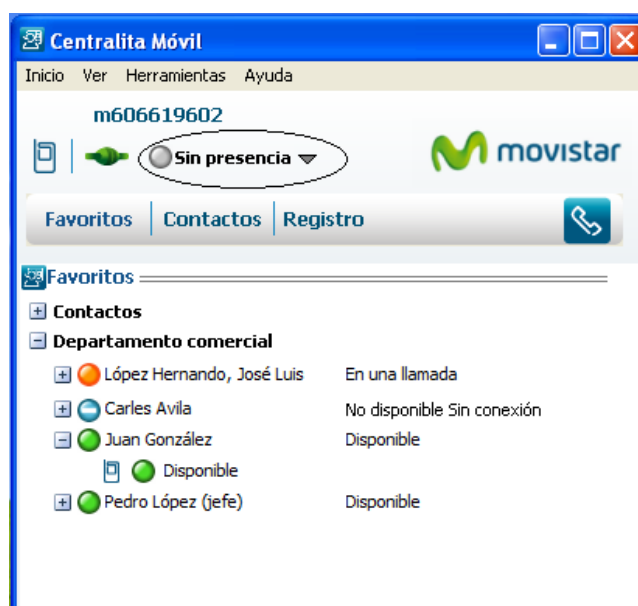 Centralita Móvil
Inicio Ver Herramientas Ayuda
m606619602
Sin presencia
movistar
Favoritos Contactos Registro
Favoritos
Contactos
Departamento comercial
López Hernando, José Luis En una llamada
Carles Avila No disponible Sin conexión
Juan González Disponible
Disponible
Pedro López (jefe) Disponible